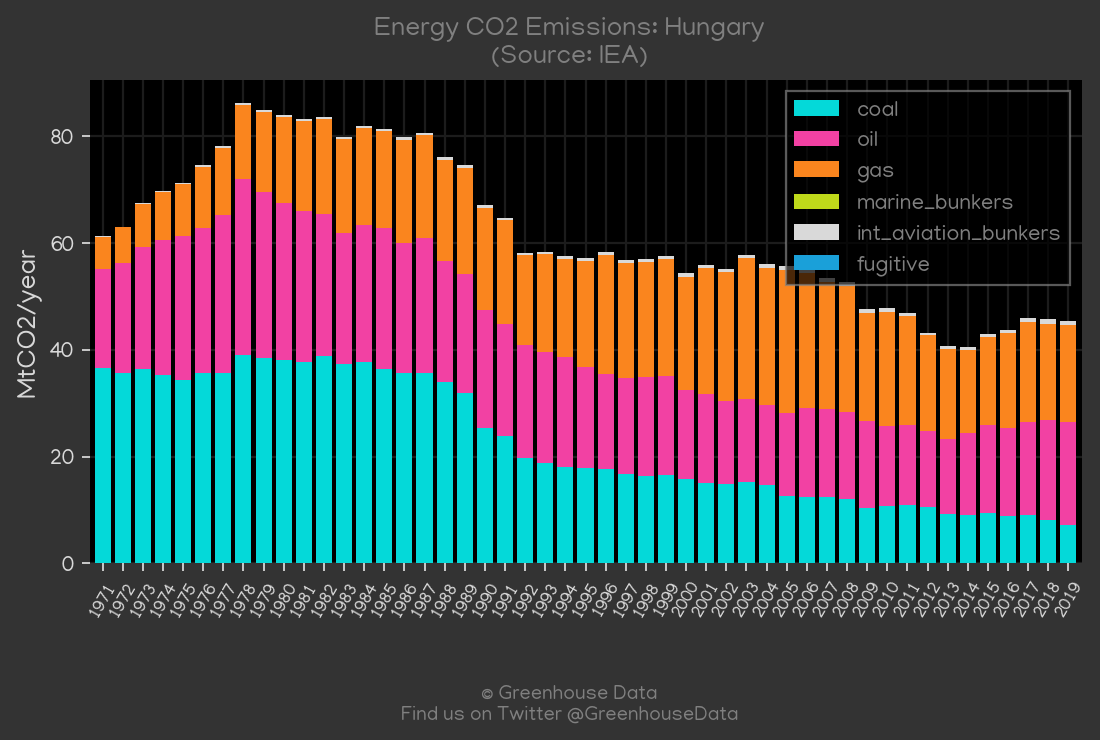 Energy CO2 Emissions: Hungary
(Source: IEA)
MtCO2/year
80
60
40
20
0
coal
oil
gas
marine_bunkers
int_aviation_bunkers
fugitive
1971 1972 1973 1974 1975 1976 1977 1978 1979 1980 1981 1982 1983 1984 1985 1986 1987 1988 1989 1990 1991 1992 1993 1994 1995 1996 1997 1998 1999 2000 2001 2002 2003 2004 2005 2006 2007 2008 2009 2010 2011 2012 2013 2014 2015 2016 2017 2018 2019
© Greenhouse Data
Find us on Twitter @GreenhouseData